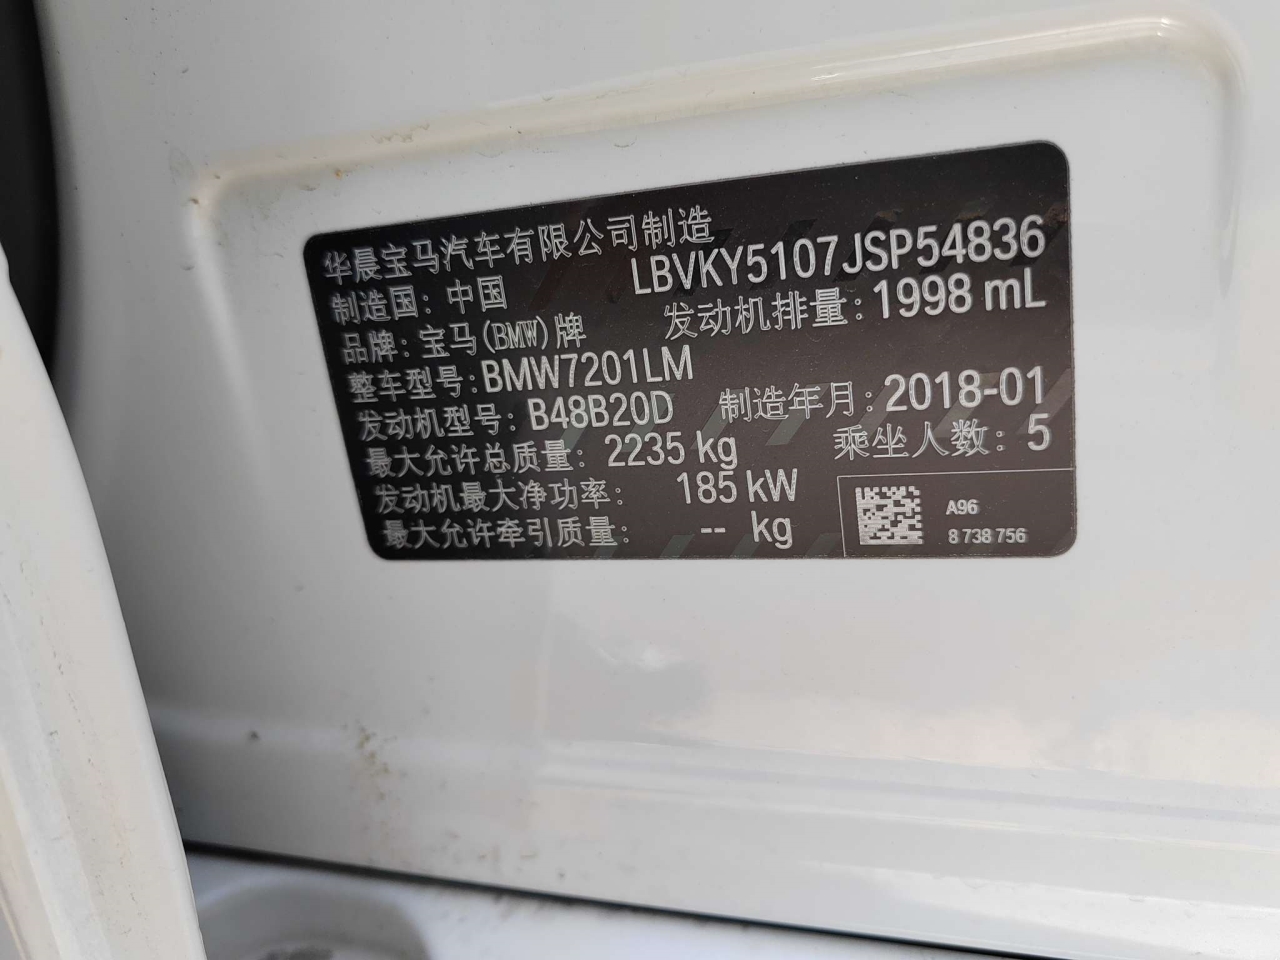 华晨宝马汽车有限公司制造
LBVKY5107JSP54836
制造国：中国
发动机排量：1998 mL
品牌：宝马(BMW)牌
整车型号：BMW7201LM
发动机型号：B48B20D
制造年月：2018-01
最大允许总质量：2235 kg
乘坐人数：5
发动机最大净功率：185 kW
最大允许牵引质量：-- kg
A96
8 738 756